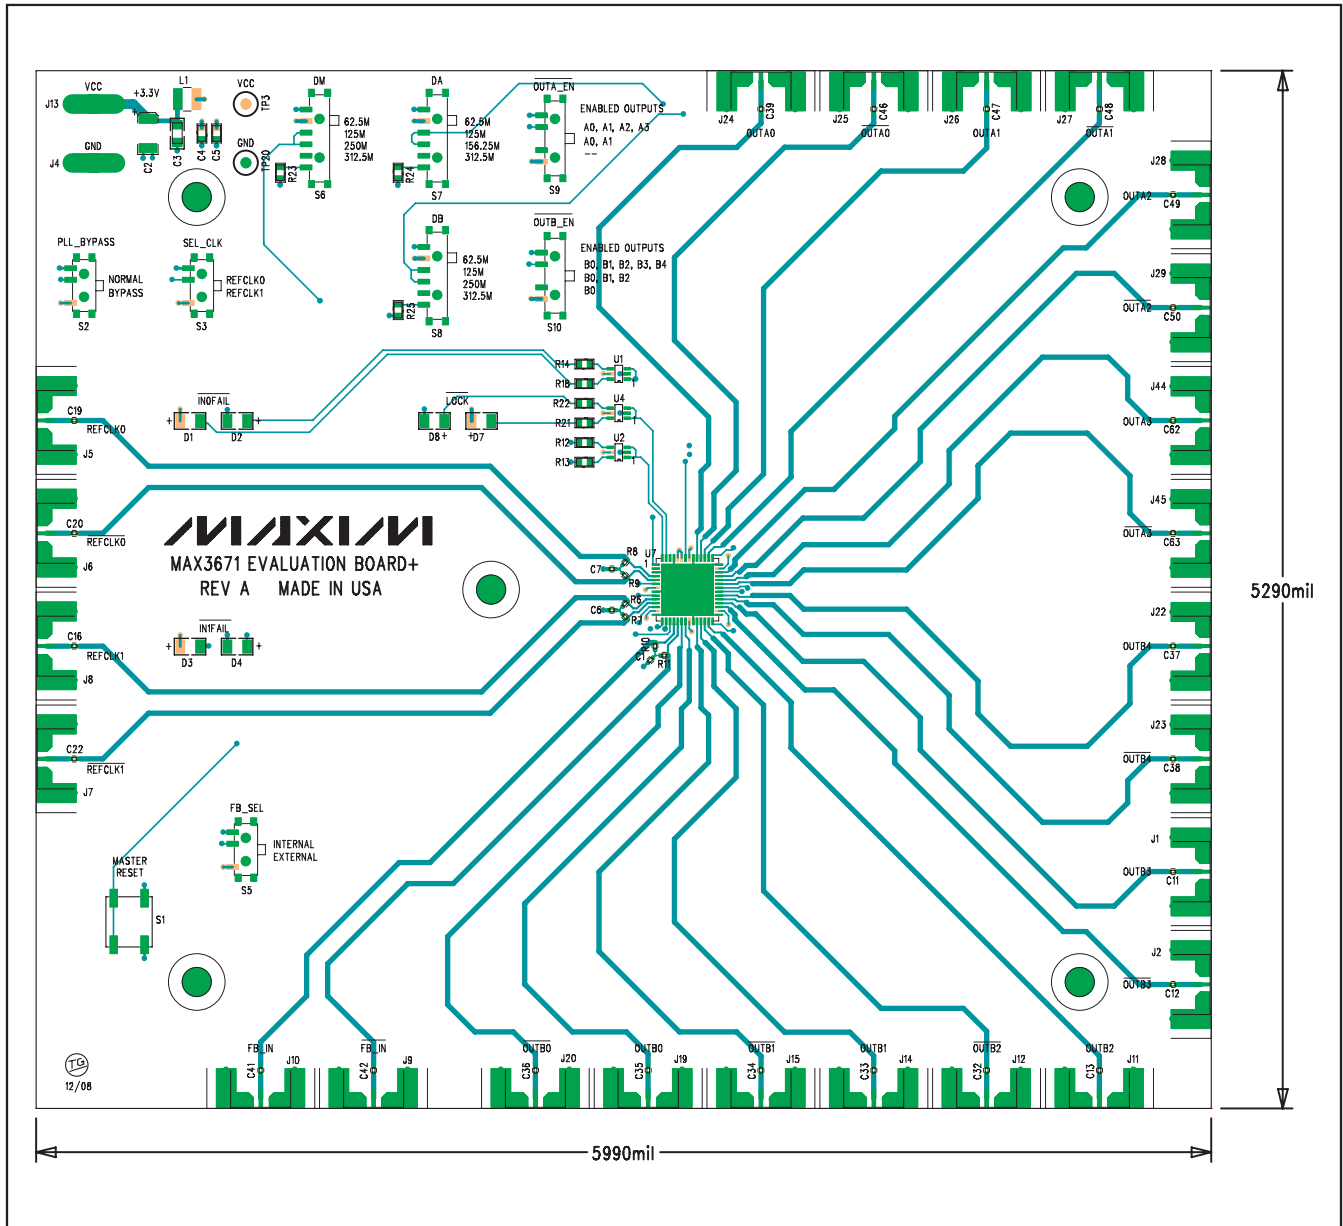 VCC
J13
+3.3V
GND
J4
C2
C3
L1
C4
C5
VCC
TP3
GND
TP20
DM
62.5M
125M
250M
312.5M
R23
S6
DA
62.5M
125M
156.25M
312.5M
R24
S7
OUTA_EN
ENABLED OUTPUTS
A0, A1, A2, A3
A0, A1
--
S9
J24
C39
OUTA0
J25
C46
OUTA0
J26
C47
OUTA1
J27
C48
OUTA1
PLL_BYPASS
NORMAL
BYPASS
S2
SEL_CLK
REFCLK0
REFCLK1
S3
DB
62.5M
125M
250M
312.5M
R25
S8
OUTB_EN
ENABLED OUTPUTS
B0, B1, B2, B3, B4
B0, B1, B2
B0
S10
J28
OUTA2
C49
J29
OUTA2
C50
J44
OUTA3
C62
J45
OUTA3
C63
J22
OUTB4
C37
J23
OUTB4
C38
J1
OUTB3
C11
J2
OUTB3
C12
R14
U1
R18
1
R22
U4
R21
1
R12
U2
R13
1
C19
REFCLK0
J5
IN0FAIL
+
D1
D2
+
LOCK
D8+
+D7
C20
REFCLK0
J6
MAXIM
MAX3671 EVALUATION BOARD+
REV A MADE IN USA
R8
U7
1
C7
R9
R6
C6
R7
R10
C1
R11
C16
REFCLK1
J8
IN1FAIL
+
D3
D4
+
C22
REFCLK1
J7
FB_SEL
INTERNAL
EXTERNAL
S5
MASTER
RESET
S1
TG
12/08
FB_IN
C41
J10
FB_IN
C42
J9
OUTB0
C36
J20
OUTB0
C35
J19
OUTB1
C34
J15
OUTB1
C33
J14
OUTB2
C32
J12
OUTB2
C13
J11
5290mil
5990mil